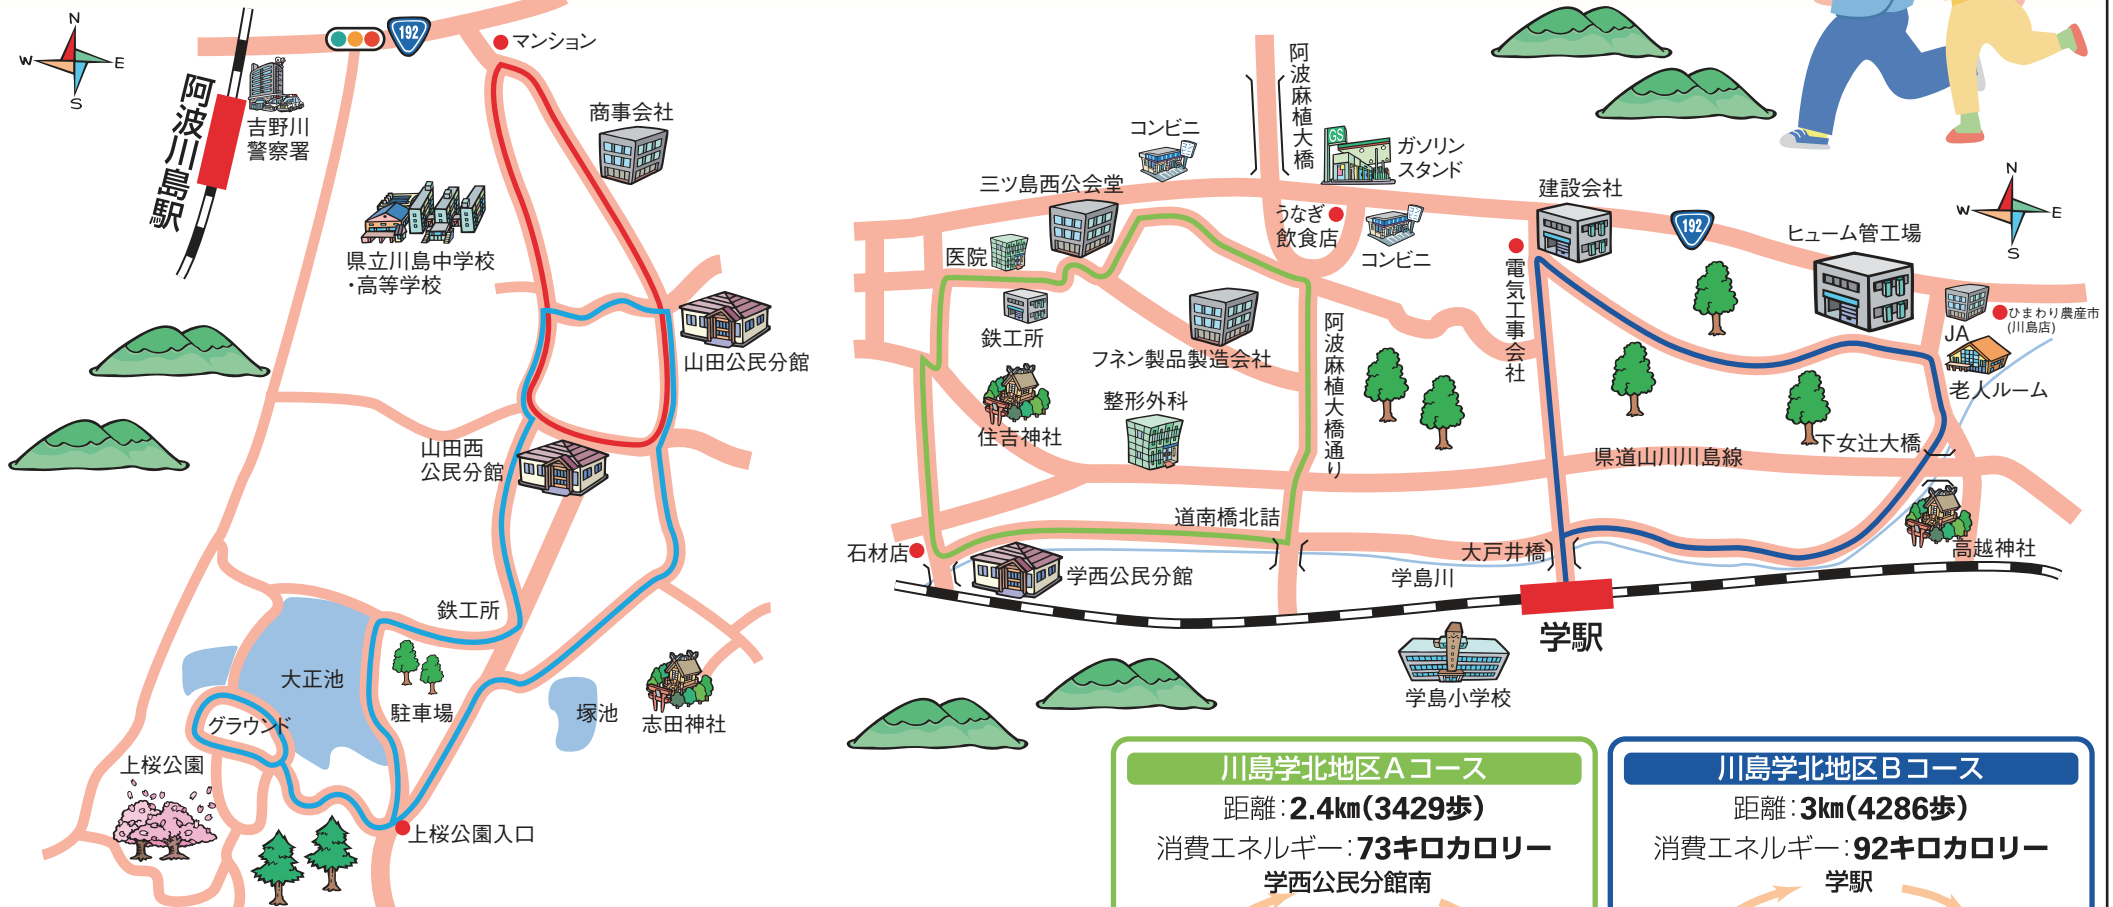 N
W
E
S
192
マンション
阿波川島駅
吉野川
警察署
商事会社
県立川島中学校
・高等学校
山田公民分館
山田西
公民分館
鉄工所
大正池
グラウンド
駐車場
塚池
志田神社
上桜公園
上桜公園入口
阿波麻植大橋
コンビニ
GS
ガソリン
スタンド
三ツ島西公会堂
うなぎ
飲食店
コンビニ
医院
鉄工所
フネン製品製造会社
住吉神社
整形外科
阿波麻植大橋通り
建設会社
電気工事会社
192
ヒューム管工場
N
W
E
S
JA
ひまわり農産市
(川島店)
老人ルーム
下女辻大橋
県道山川川島線
高越神社
道南橋北詰
石材店
学西公民分館
学島川
大戸井橋
学駅
学島小学校
川島学北地区Aコース
距離:2.4km(3429歩)
消費エネルギー:73キロカロリー
学西公民分館南
川島学北地区Bコース
距離:3km(4286歩)
消費エネルギー:92キロカロリー
学駅